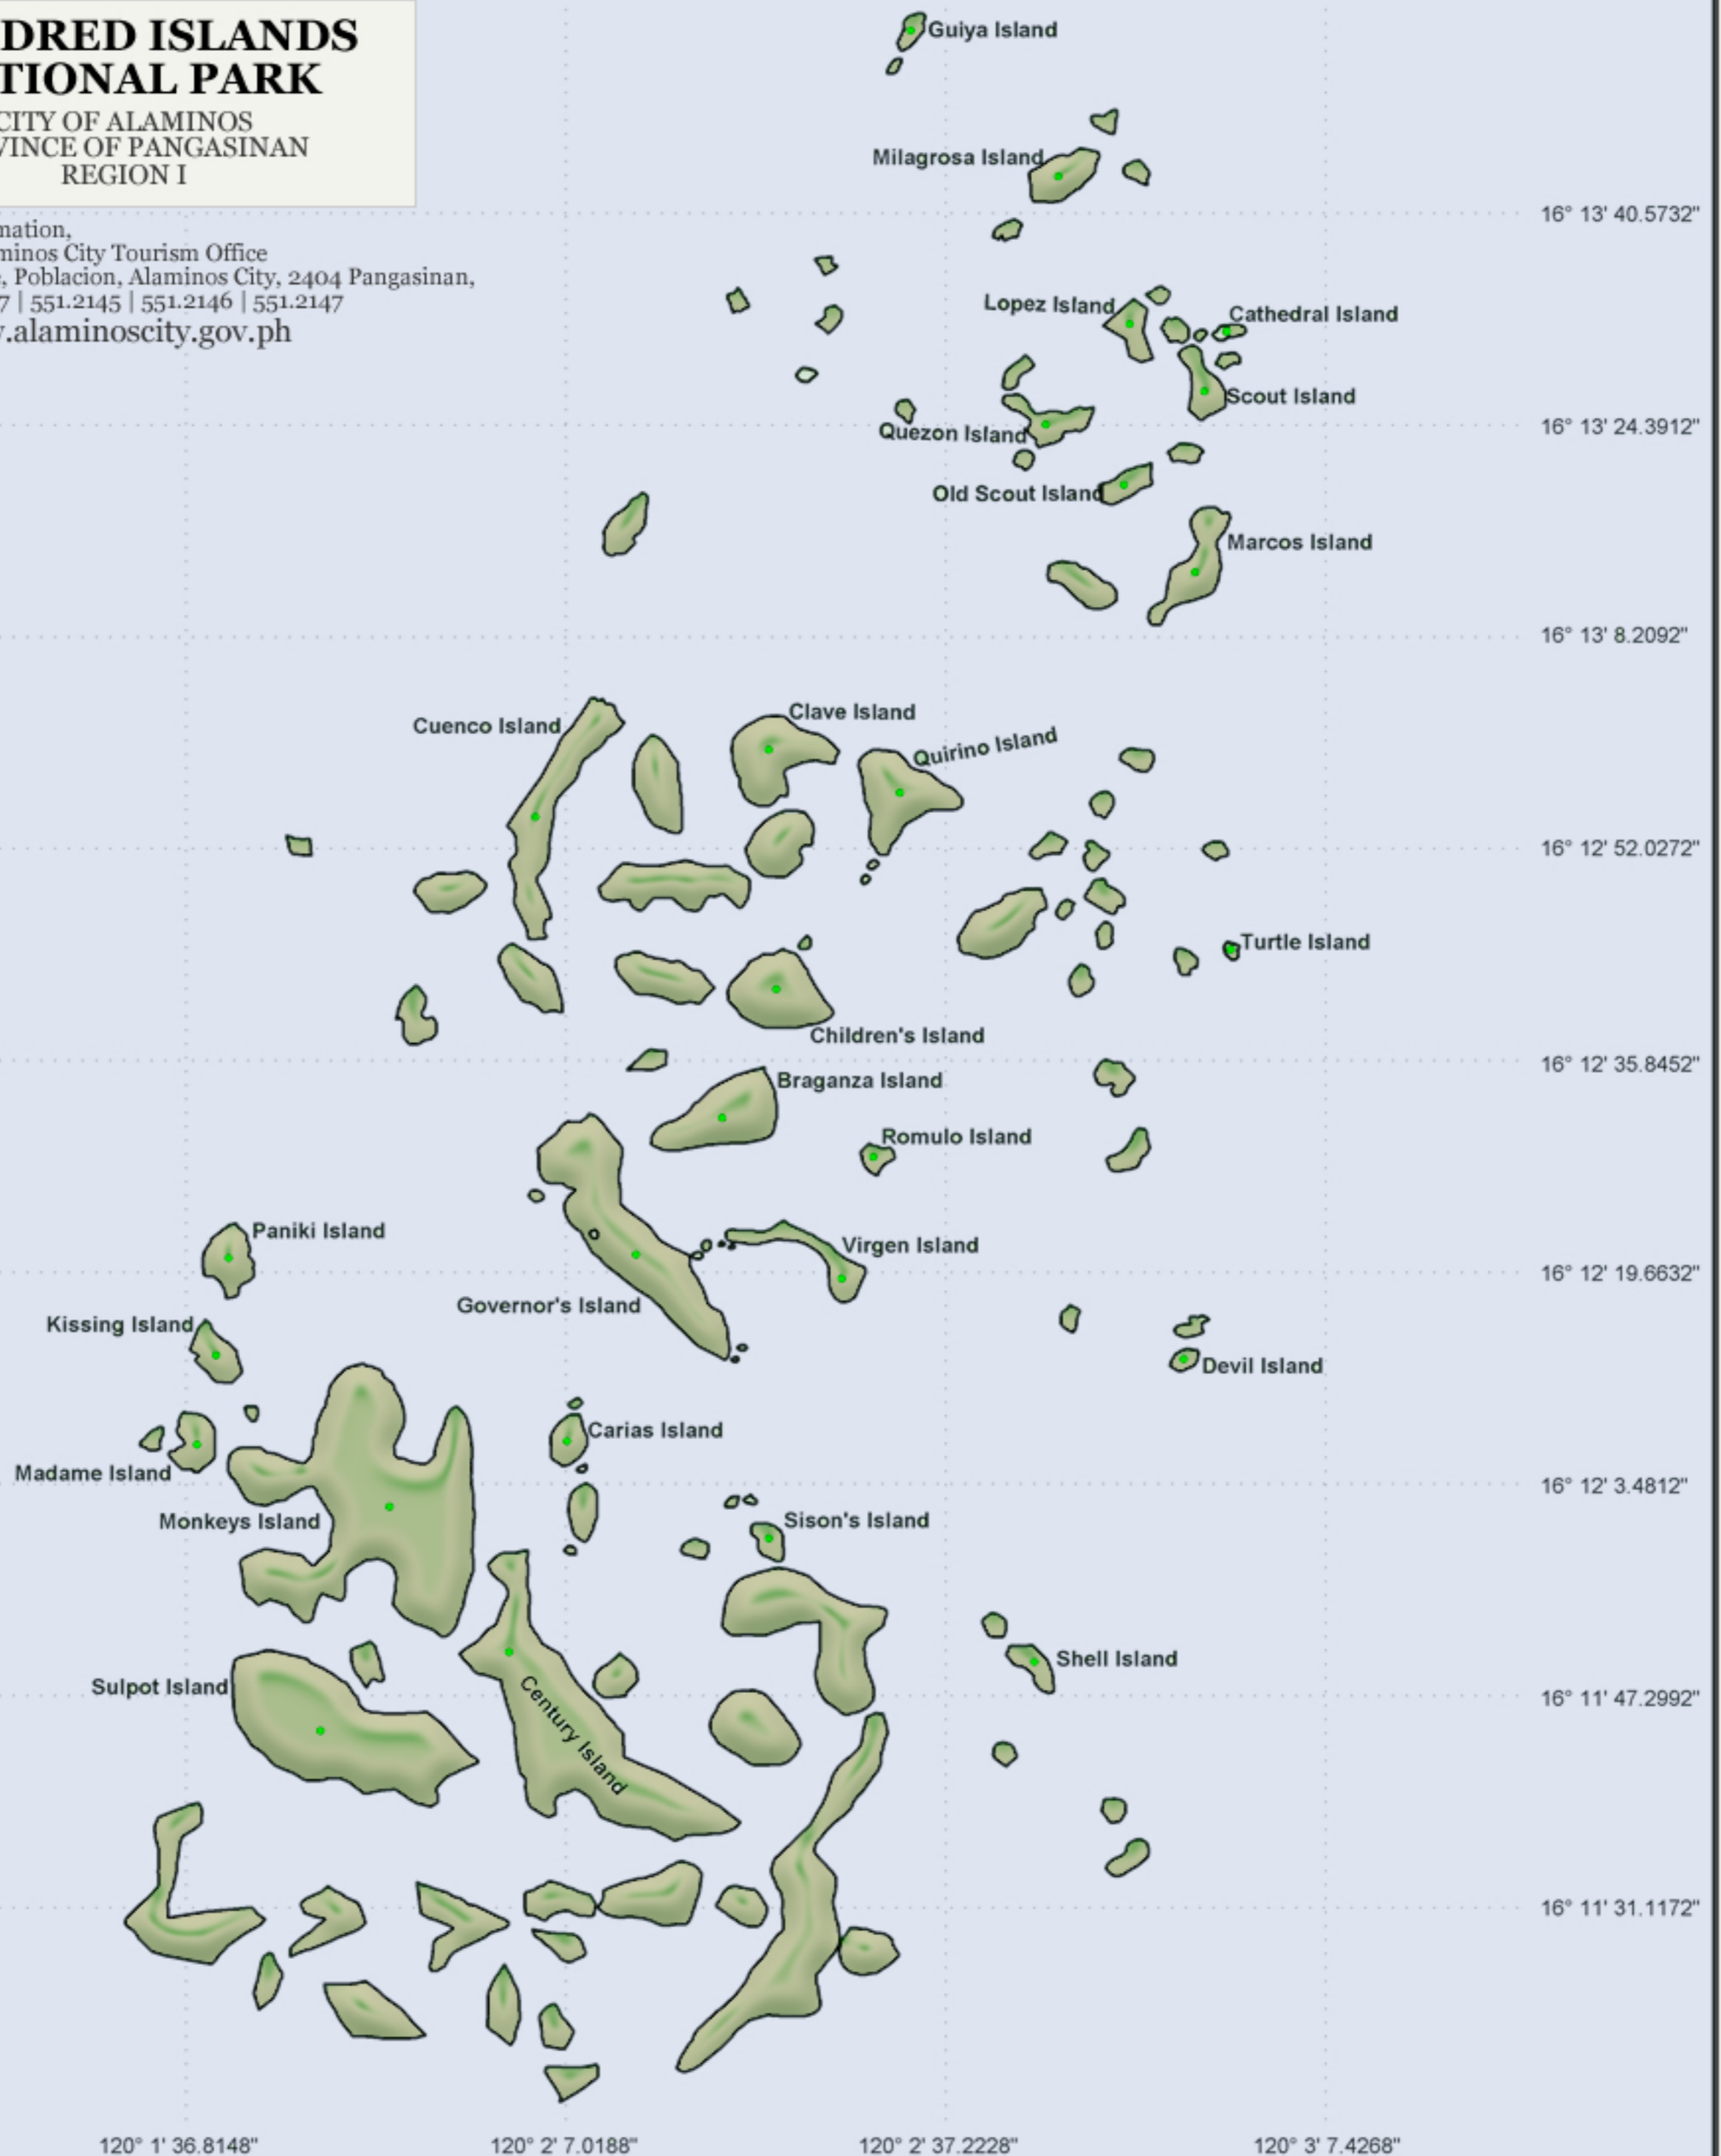 DRED ISLANDS
TIONAL PARK
CITY OF ALAMINOS
VINCE OF PANGASINAN
REGION I
mation,
minos City Tourism Office
e, Poblacion, Alaminos City, 2404 Pangasinan,
7 | 551.2145 | 551.2146 | 551.2147
v.alaminoscity.gov.ph
Guiya Island
Milagrosa Island
16° 13' 40.5732"
Lopez Island
Cathedral Island
Scout Island
Quezon Island
16° 13' 24.3912"
Old Scout Island
Marcos Island
16° 13' 8.2092"
Cuenco Island
Clave Island
Quirino Island
16° 12' 52.0272"
Turtle Island
Children's Island
16° 12' 35.8452"
Braganza Island
Romulo Island
Paniki Island
Virgen Island
16° 12' 19.6632"
Governor's Island
Kissing Island
Devil Island
Carias Island
Madame Island
16° 12' 3.4812"
Monkeys Island
Sison's Island
Shell Island
Sulpot Island
16° 11' 47.2992"
Century Island
16° 11' 31.1172"
120° 1' 36.8148"
120° 2' 7.0188"
120° 2' 37.2228"
120° 3' 7.4268"